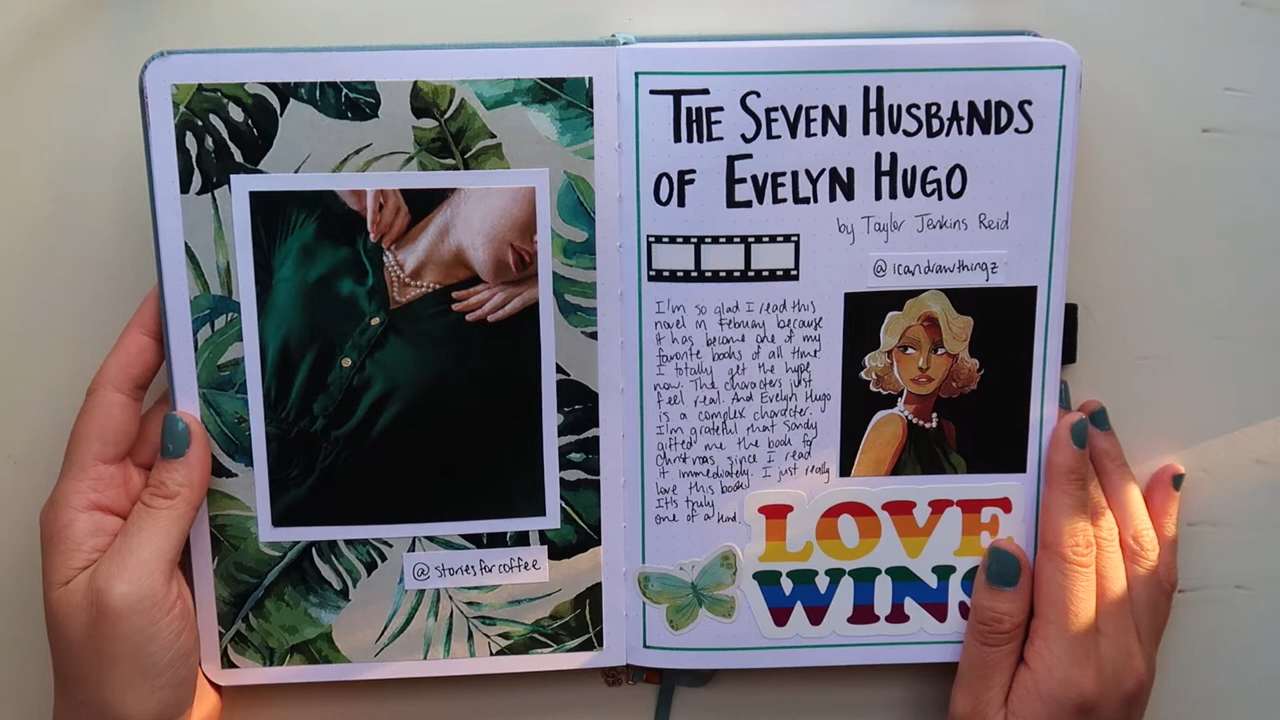 @ storiesforcoffee
THE SEVEN HUSBANDS
OF EVELYN HUGO
by Taylor Jenkins Reid
@ icandrawthingz
I'm so glad I read this
novel in Febuary because
it has become one of my
favorite books of all time
I totally get the hype
now. The characters just
feel real. And Evelyn Hugo
is a complex character.
I'm grateful that Sandy
gifted me the book for
Christmas since I read
it immediately. I just really
love this book!
It's truly
one of a kind.
LOVE
WINS